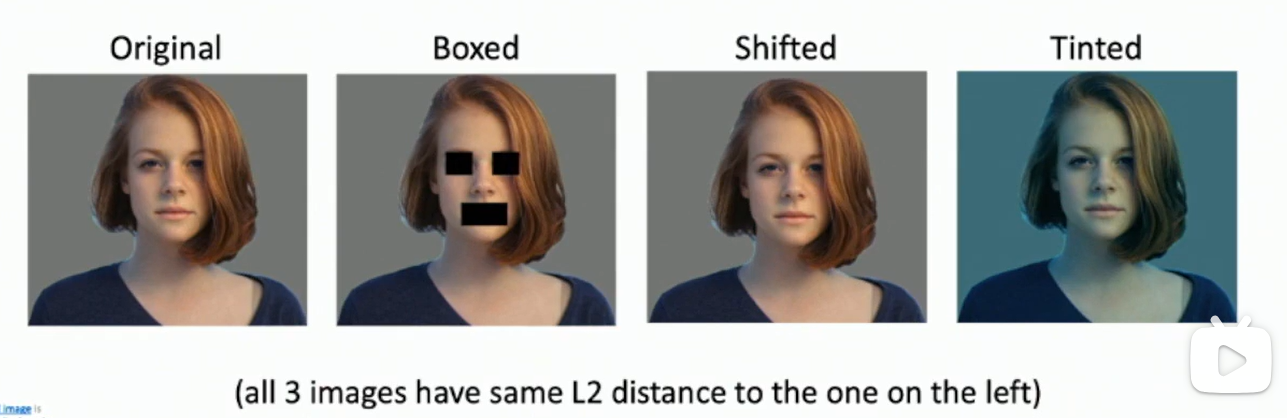 Original Boxed Shifted Tinted
(all 3 images have same L2 distance to the one on the left)
image is